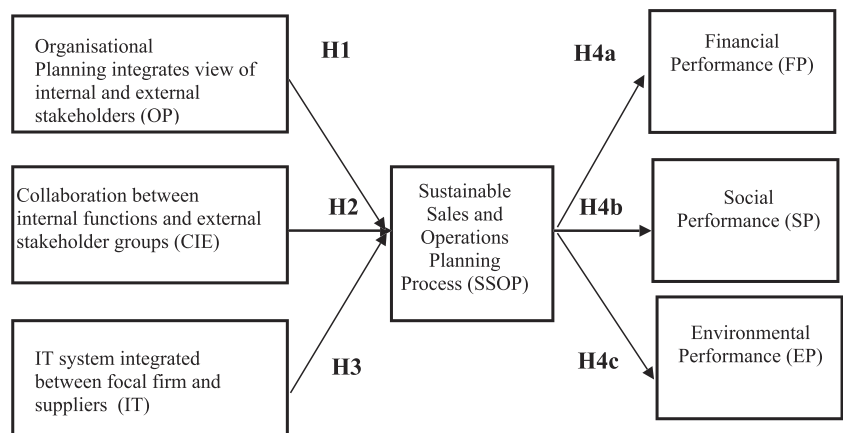 Organisational
Planning integrates view of
internal and external
stakeholders (OP)
H1
Collaboration between
internal functions and external
stakeholder groups (CIE)
H2
IT system integrated
between focal firm and
suppliers (IT)
H3
Sustainable
Sales and
Operations
Planning
Process (SSOP)
H4a
Financial
Performance (FP)
H4b
Social
Performance (SP)
H4c
Environmental
Performance (EP)